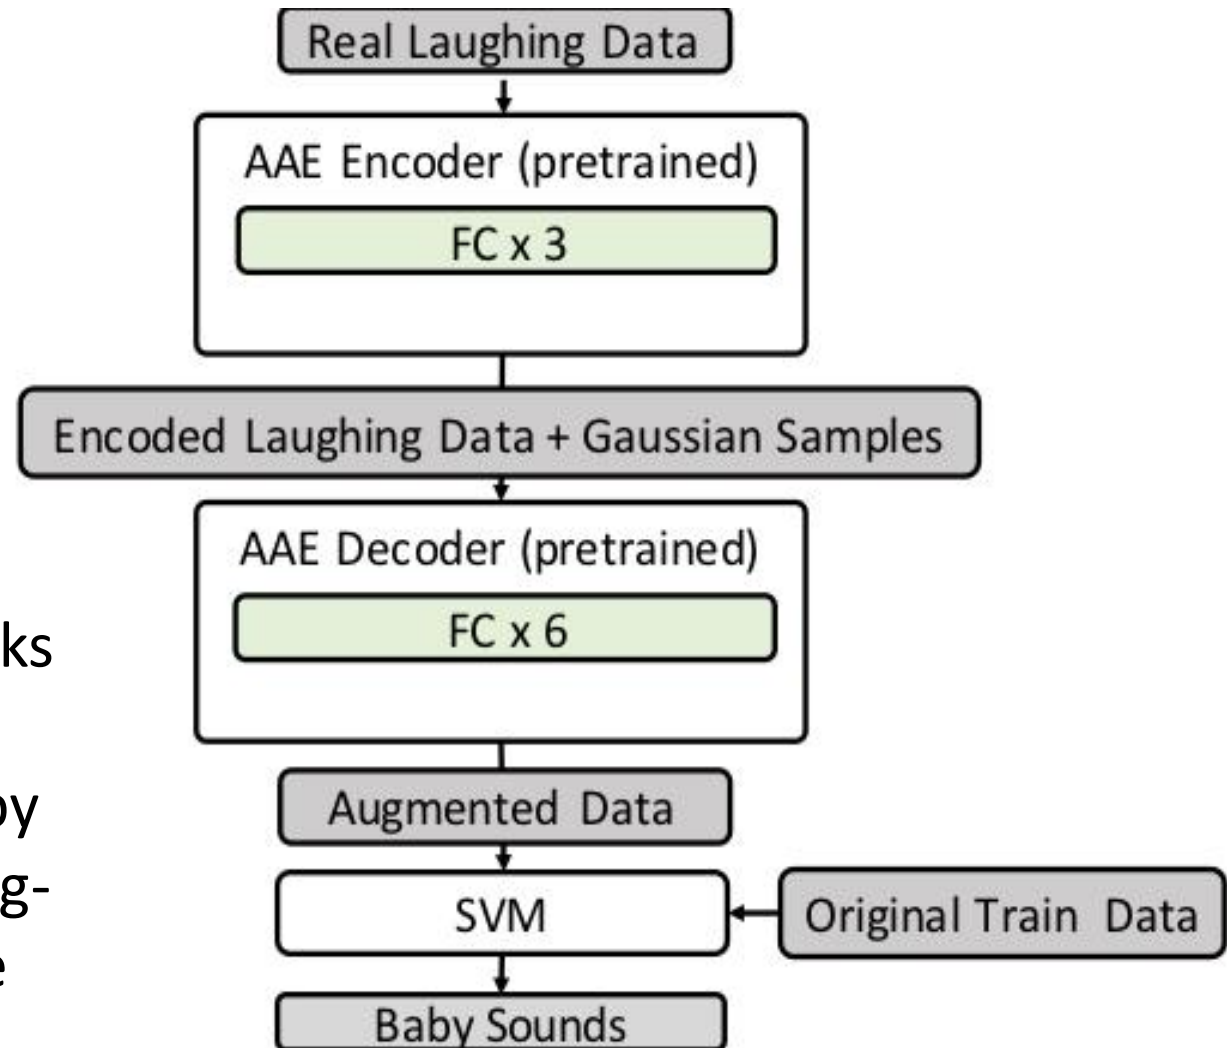 Real Laughing Data
AAE Encoder (pretrained)
FC x 3
Encoded Laughing Data + Gaussian Samples
AAE Decoder (pretrained)
FC x 6
Augmented Data
SVM
Original Train Data
Baby Sounds